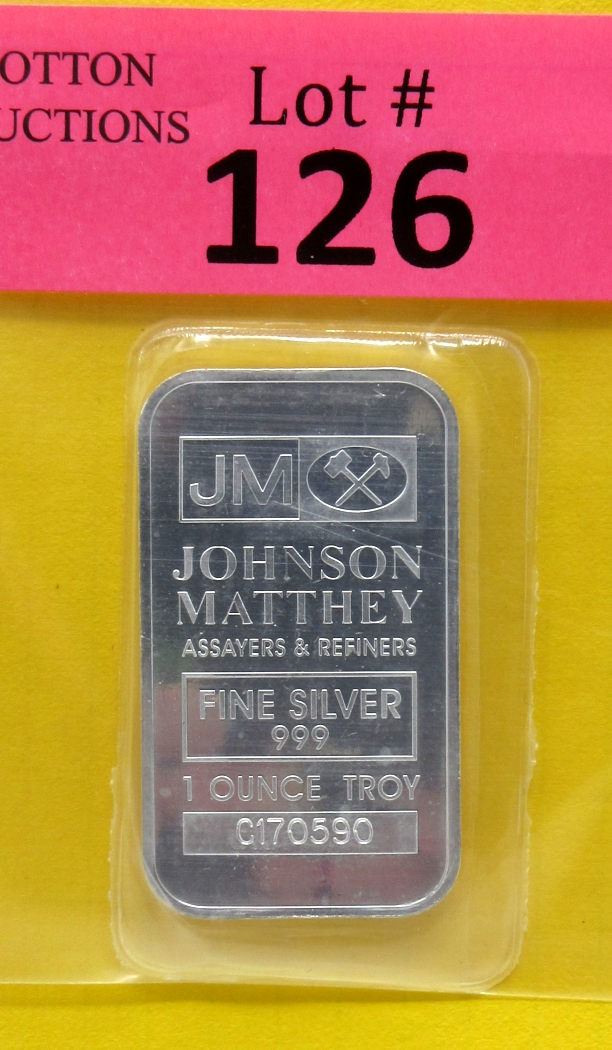 OTTON
UCTIONS
Lot #
126
JM
JOHNSON
MATTHEY
ASSAYERS & REFINERS
FINE SILVER
999
1 OUNCE TROY
C170590